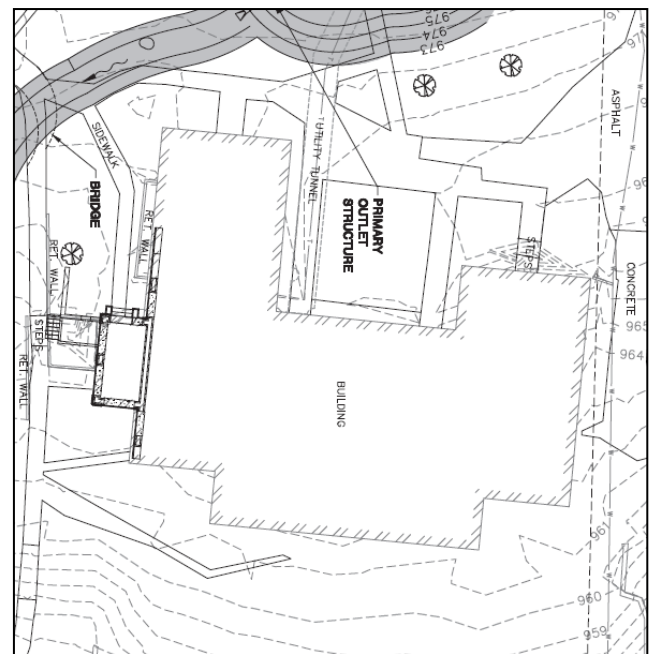 975
974
973
971
ASPHALT
SIDEWALK
UTILITY TUNNEL
BRIDGE
RET. WALL
PRIMARY
OUTLET
STRUCTURE
RET. WALL
STEPS
CONCRETE
STEPS
965
964
RET. WALL
BUILDING
961
960
959